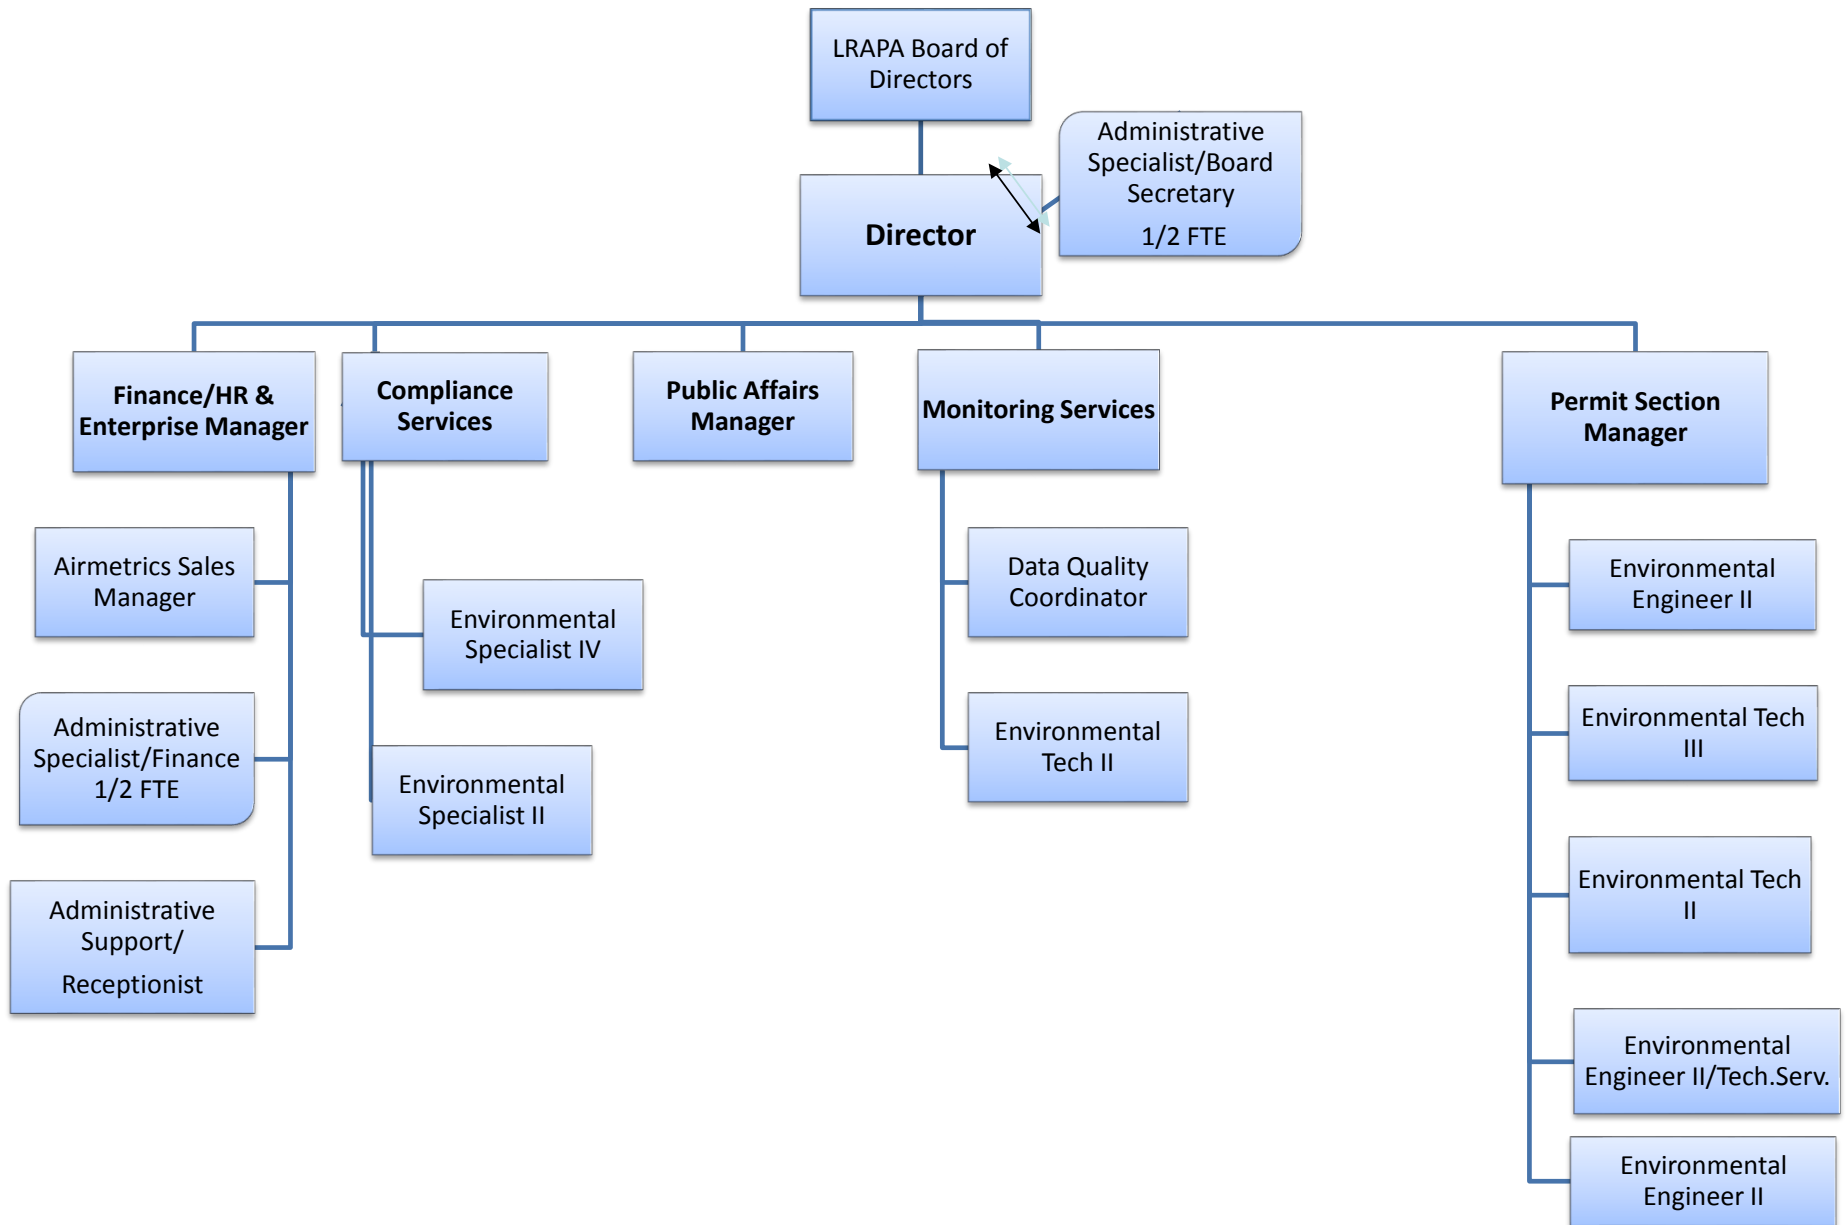 LRAPA Board of
Directors
Administrative
Specialist/Board
Secretary
1/2 FTE
Director
Finance/HR &
Enterprise Manager
Compliance
Services
Public Affairs
Manager
Monitoring Services
Permit Section
Manager
Airmetrics Sales
Manager
Administrative
Specialist/Finance
1/2 FTE
Administrative
Support/
Receptionist
Environmental
Specialist IV
Environmental
Specialist II
Data Quality
Coordinator
Environmental
Tech II
Environmental
Engineer II
Environmental Tech
III
Environmental Tech
II
Environmental
Engineer II/Tech.Serv.
Environmental
Engineer II